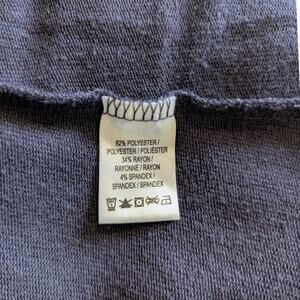 62% POLYESTER /
POLYESTER / POLIÉSTER
34% RAYON /
RAYONNE / RAYON
4% SPANDEX /
SPANDEX / SPANDEX